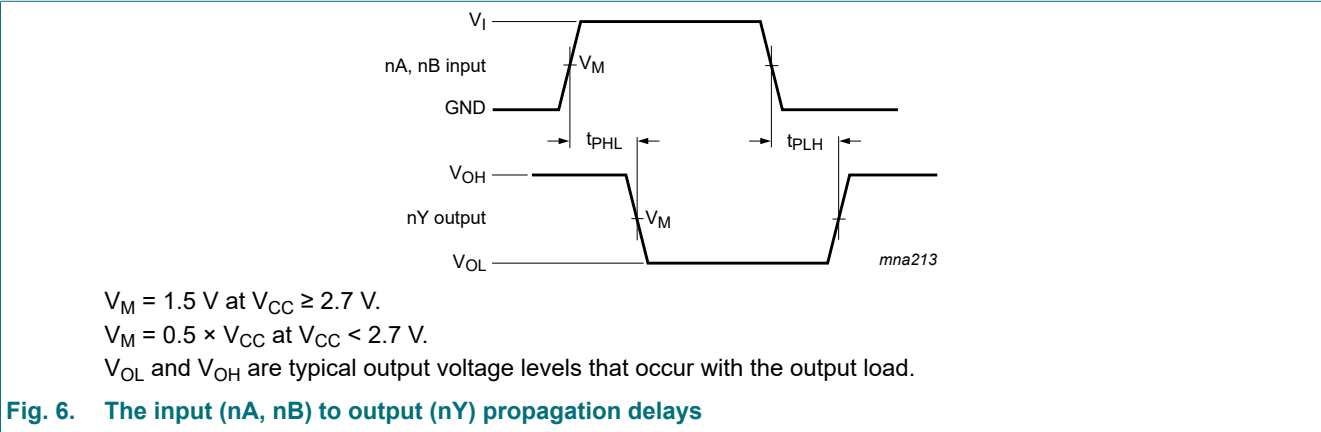 V_I
V_M
nA, nB input
GND
t_PHL
t_PLH
V_OH
nY output
V_M
V_OL
mna213
V_M = 1.5 V at V_CC ≥ 2.7 V.
V_M = 0.5 × V_CC at V_CC < 2.7 V.
V_OL and V_OH are typical output voltage levels that occur with the output load.
Fig. 6. The input (nA, nB) to output (nY) propagation delays